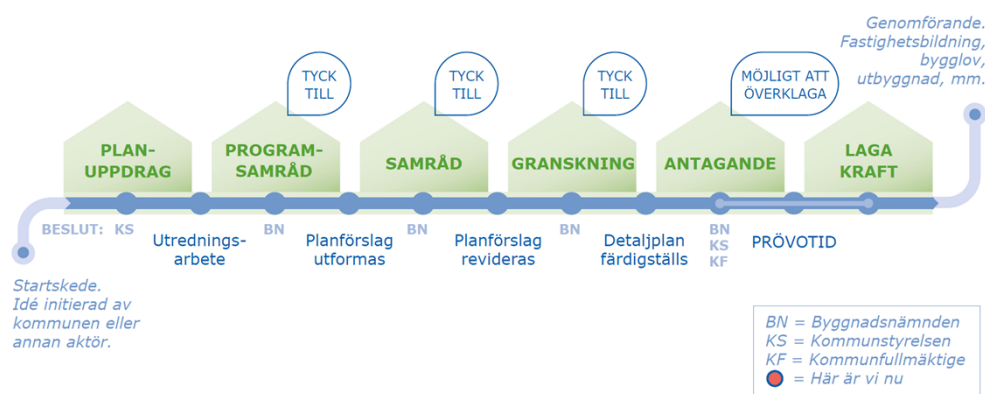 Genomförande.
Fastighetsbildning,
bygglov,
utbyggnad, mm.
TYCK
TILL
TYCK
TILL
TYCK
TILL
MÖJLIGT ATT
ÖVERKLAGA
PLAN-
UPPDRAG
PROGRAM-
SAMRÅD
SAMRÅD
GRANSKNING
ANTAGANDE
LAGA
KRAFT
BESLUT: KS
Utrednings-
arbete
BN
Planförslag
utformas
BN
Planförslag
revideras
BN
Detaljplan
färdigställs
BN
KS
KF
PRÖVOTID
Startskede.
Idé initierad av
kommunen eller
annan aktör.
BN = Byggnadsnämnden
KS = Kommunstyrelsen
KF = Kommunfullmäktige
= Här är vi nu